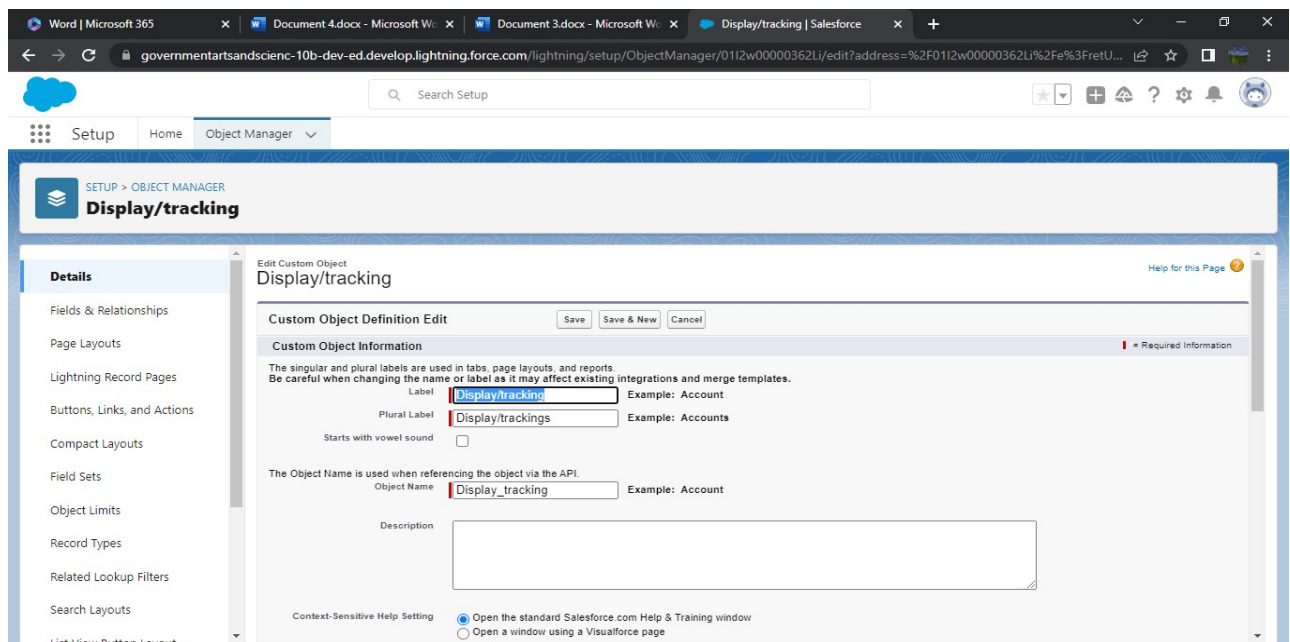 Word | Microsoft 365
Document 4.docx - Microsoft Wo
Document 3.docx - Microsoft Wo
Display/tracking | Salesforce
governmentartsandscienc-10b-dev-ed.develop.lightning.force.com/lightning/setup/ObjectManager/01I2w00000362Li/edit?address=%2F01I2w00000362Li%2Fe%3FretU...
Search Setup
Setup Home Object Manager
SETUP > OBJECT MANAGER
Display/tracking
Details
Fields & Relationships
Page Layouts
Lightning Record Pages
Buttons, Links, and Actions
Compact Layouts
Field Sets
Object Limits
Record Types
Related Lookup Filters
Search Layouts
List View Button Layout
Edit Custom Object
Display/tracking
Help for this Page
Custom Object Definition Edit Save Save & New Cancel
Custom Object Information = Required Information
The singular and plural labels are used in tabs, page layouts, and reports.
Be careful when changing the name or label as it may affect existing integrations and merge templates.
Label Display/tracking Example: Account
Plural Label Display/trackings Example: Accounts
Starts with vowel sound
The Object Name is used when referencing the object via the API.
Object Name Display_tracking Example: Account
Description
Context-Sensitive Help Setting Open the standard Salesforce.com Help & Training window
Open a window using a Visualforce page